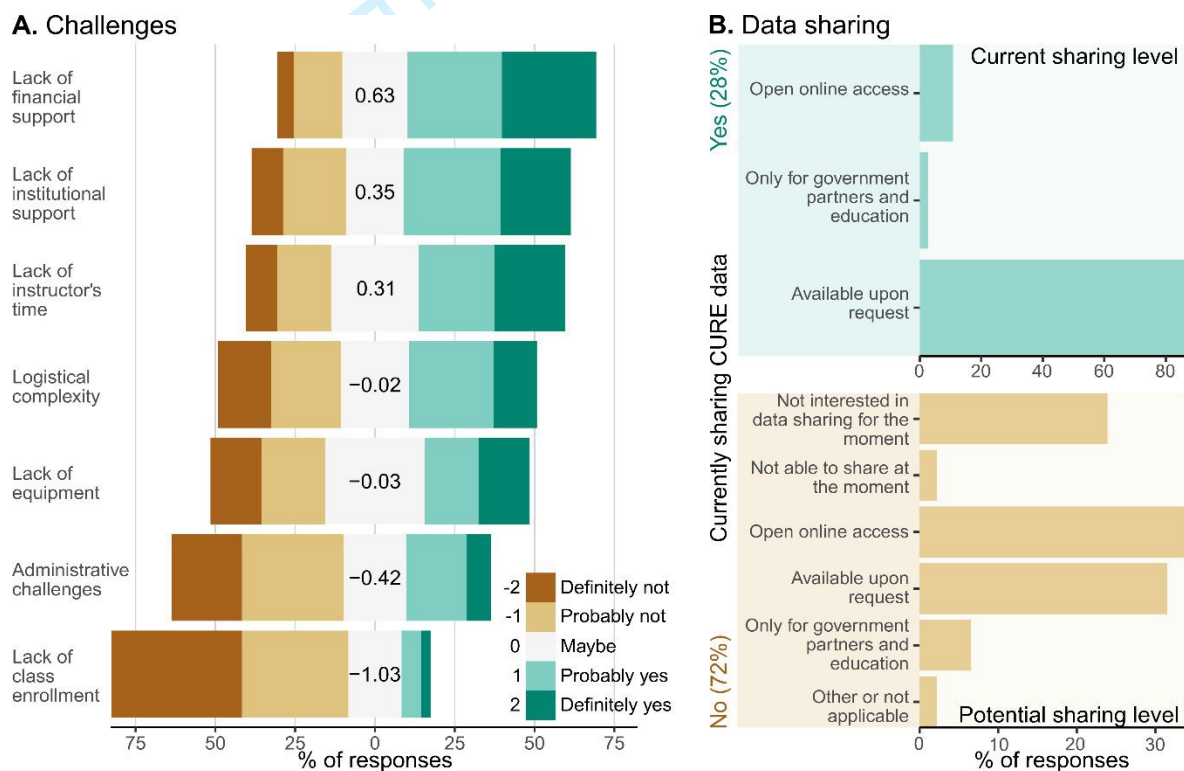 A. Challenges
Lack of
financial
support
0.63
Lack of
institutional
support
0.35
Lack of
instructor's
time
0.31
Logistical
complexity
−0.02
Lack of
equipment
−0.03
Administrative
challenges
−0.42
Lack of
class
enrollment
−1.03
-2 Definitely not
-1 Probably not
0 Maybe
1 Probably yes
2 Definitely yes
75 50 25 0 25 50 75
% of responses
B. Data sharing
Currently sharing CURE data
Yes (28%)
Current sharing level
Open online access
Only for government
partners and
education
Available upon
request
0 20 40 60 80
No (72%)
Not interested in
data sharing for the
moment
Not able to share at
the moment
Open online access
Available upon
request
Only for government
partners and
education
Other or not
applicable
Potential sharing level
0 10 20 30
% of responses